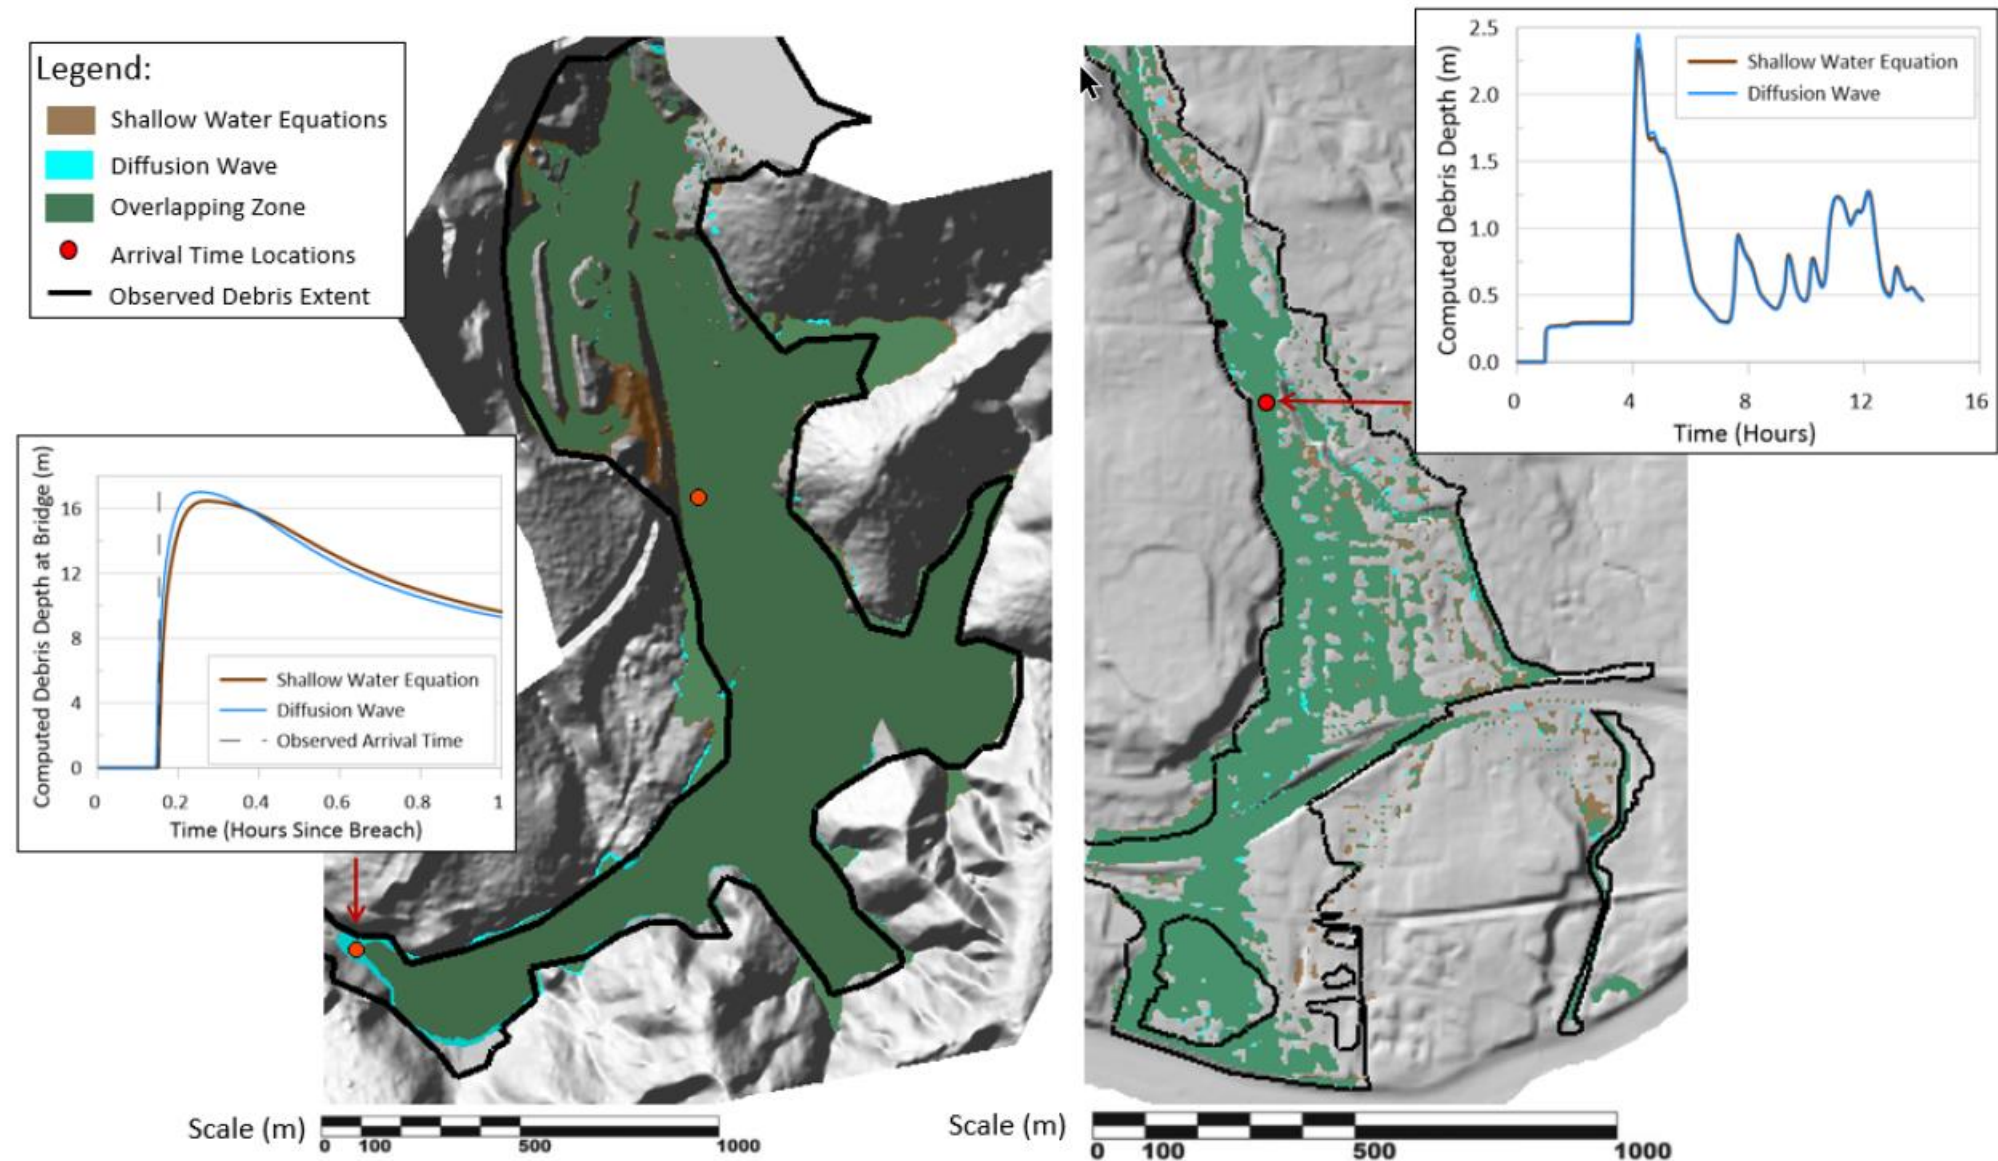 Legend:
Shallow Water Equations
Diffusion Wave
Overlapping Zone
Arrival Time Locations
Observed Debris Extent
Computed Debris Depth at Bridge (m)
16
12
8
4
0
Shallow Water Equation
Diffusion Wave
Observed Arrival Time
0 0.2 0.4 0.6 0.8 1
Time (Hours Since Breach)
Scale (m)
0 100 500 1000
Computed Debris Depth (m)
2.5
2.0
1.5
1.0
0.5
0.0
Shallow Water Equation
Diffusion Wave
0 4 8 12 16
Time (Hours)
Scale (m)
0 100 500 1000